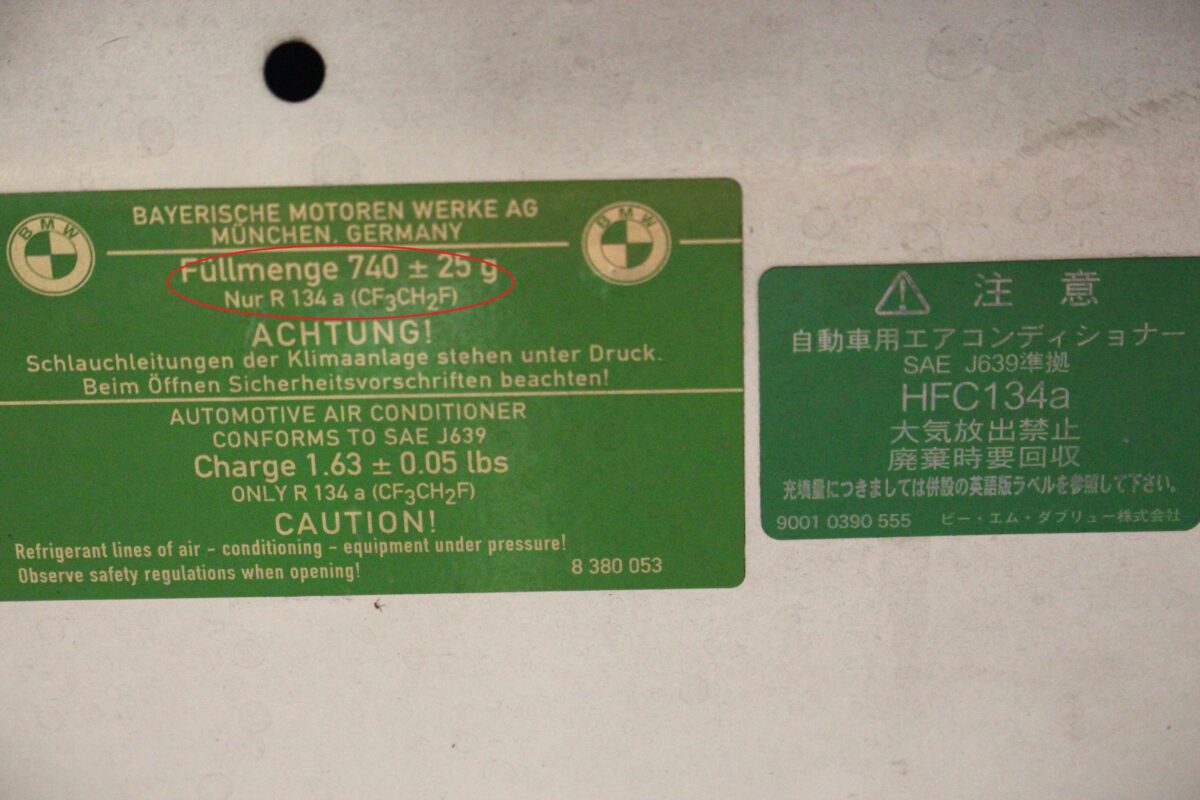 BAYERISCHE MOTOREN WERKE AG
MÜNCHEN, GERMANY
BMW
BMW
Füllmenge 740 ± 25 g
Nur R 134 a (CF₃CH₂F)
ACHTUNG!
Schlauchleitungen der Klimaanlage stehen unter Druck.
Beim Öffnen Sicherheitsvorschriften beachten!
AUTOMOTIVE AIR CONDITIONER
CONFORMS TO SAE J639
Charge 1.63 ± 0.05 lbs
ONLY R 134 a (CF₃CH₂F)
CAUTION!
Refrigerant lines of air - conditioning - equipment under pressure!
Observe safety regulations when opening!
8 380 053
注 意
自動車用エアコンディショナー
SAE J639準拠
HFC134a
大気放出禁止
廃棄時要回収
充填量につきましては併設の英語版ラベルを参照して下さい。
9001 0390 555 ビー・エム・ダブリュー株式会社